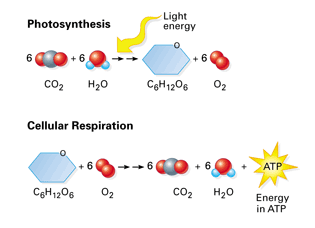 Photosynthesis
Light
energy
6 + 6 O + 6
CO2 H2O C6H12O6 O2
Cellular Respiration
O + 6 6 + 6 + ATP
C6H12O6 O2 CO2 H2O Energy
in ATP